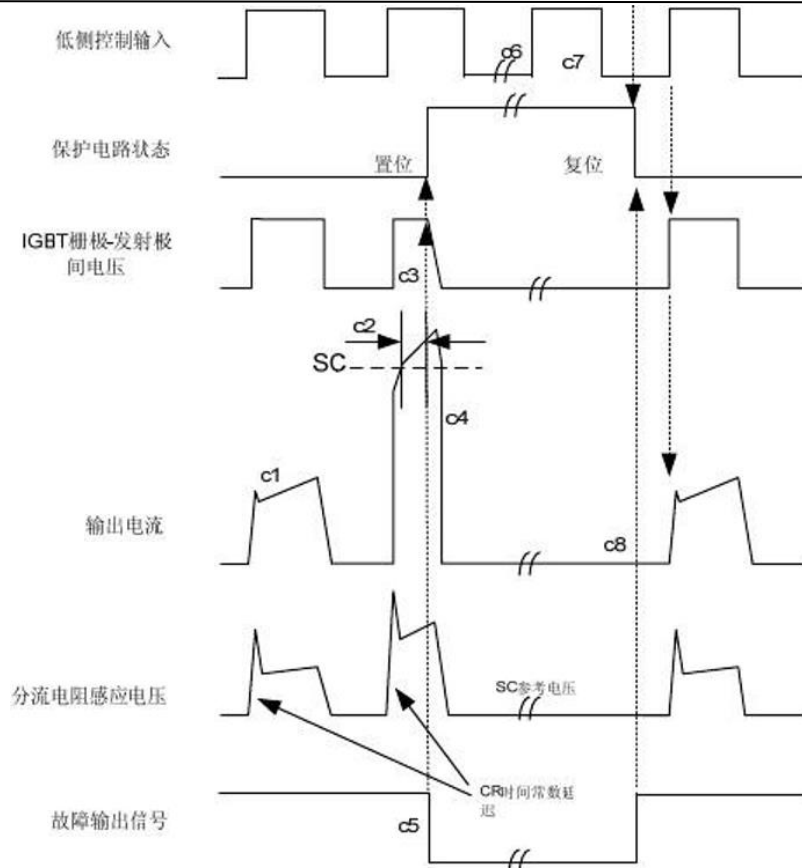 低侧控制输入
c6
c7
保护电路状态
置位
复位
IGBT栅极-发射极
间电压
c3
c2
SC
c4
c1
输出电流
c8
分流电阻感应电压
SC参考电压
CR时间常数延
迟
故障输出信号
c5